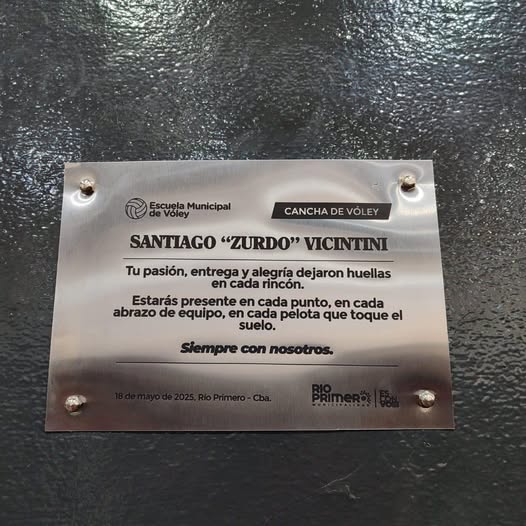 Escuela Municipal
de Vóley
CANCHA DE VÓLEY
SANTIAGO “ZURDO” VICINTINI
Tu pasión, entrega y alegría dejaron huellas
en cada rincón.
Estarás presente en cada punto, en cada
abrazo de equipo, en cada pelota que toque el
suelo.
Siempre con nosotros.
18 de mayo de 2025, Río Primero - Cba.
RIO
PRIMERO
MUNICIPALIDAD